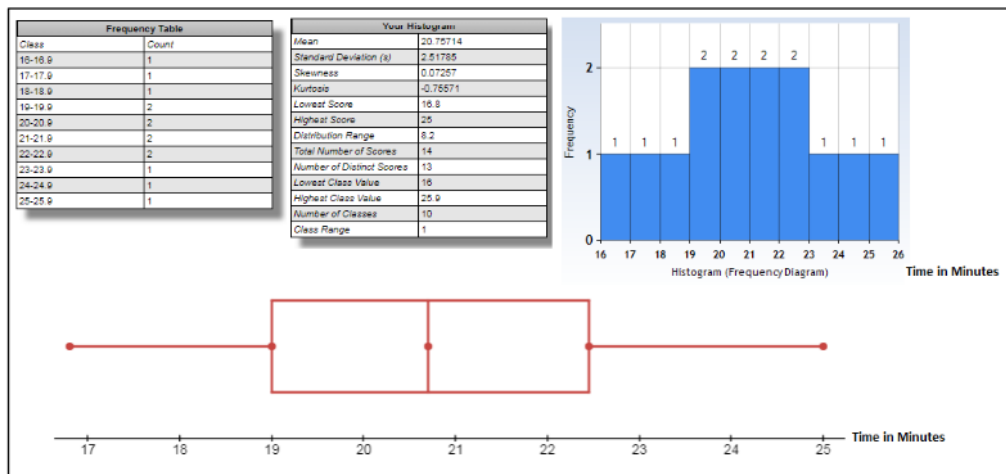 Frequency Table
Class Count
16-16.9 1
17-17.9 1
18-18.9 1
19-19.9 2
20-20.9 2
21-21.9 2
22-22.9 2
23-23.9 1
24-24.9 1
25-25.9 1
Your Histogram
Mean 20.75714
Standard Deviation (s) 2.51785
Skewness 0.07257
Kurtosis -0.75571
Lowest Score 16.8
Highest Score 25
Distribution Range 8.2
Total Number of Scores 14
Number of Distinct Scores 13
Lowest Class Value 16
Highest Class Value 25.9
Number of Classes 10
Class Range 1
Frequency
2
1
0
1 1 1 2 2 2 2 1 1 1
16 17 18 19 20 21 22 23 24 25 26
Histogram (Frequency Diagram)
Time in Minutes
17 18 19 20 21 22 23 24 25
Time in Minutes